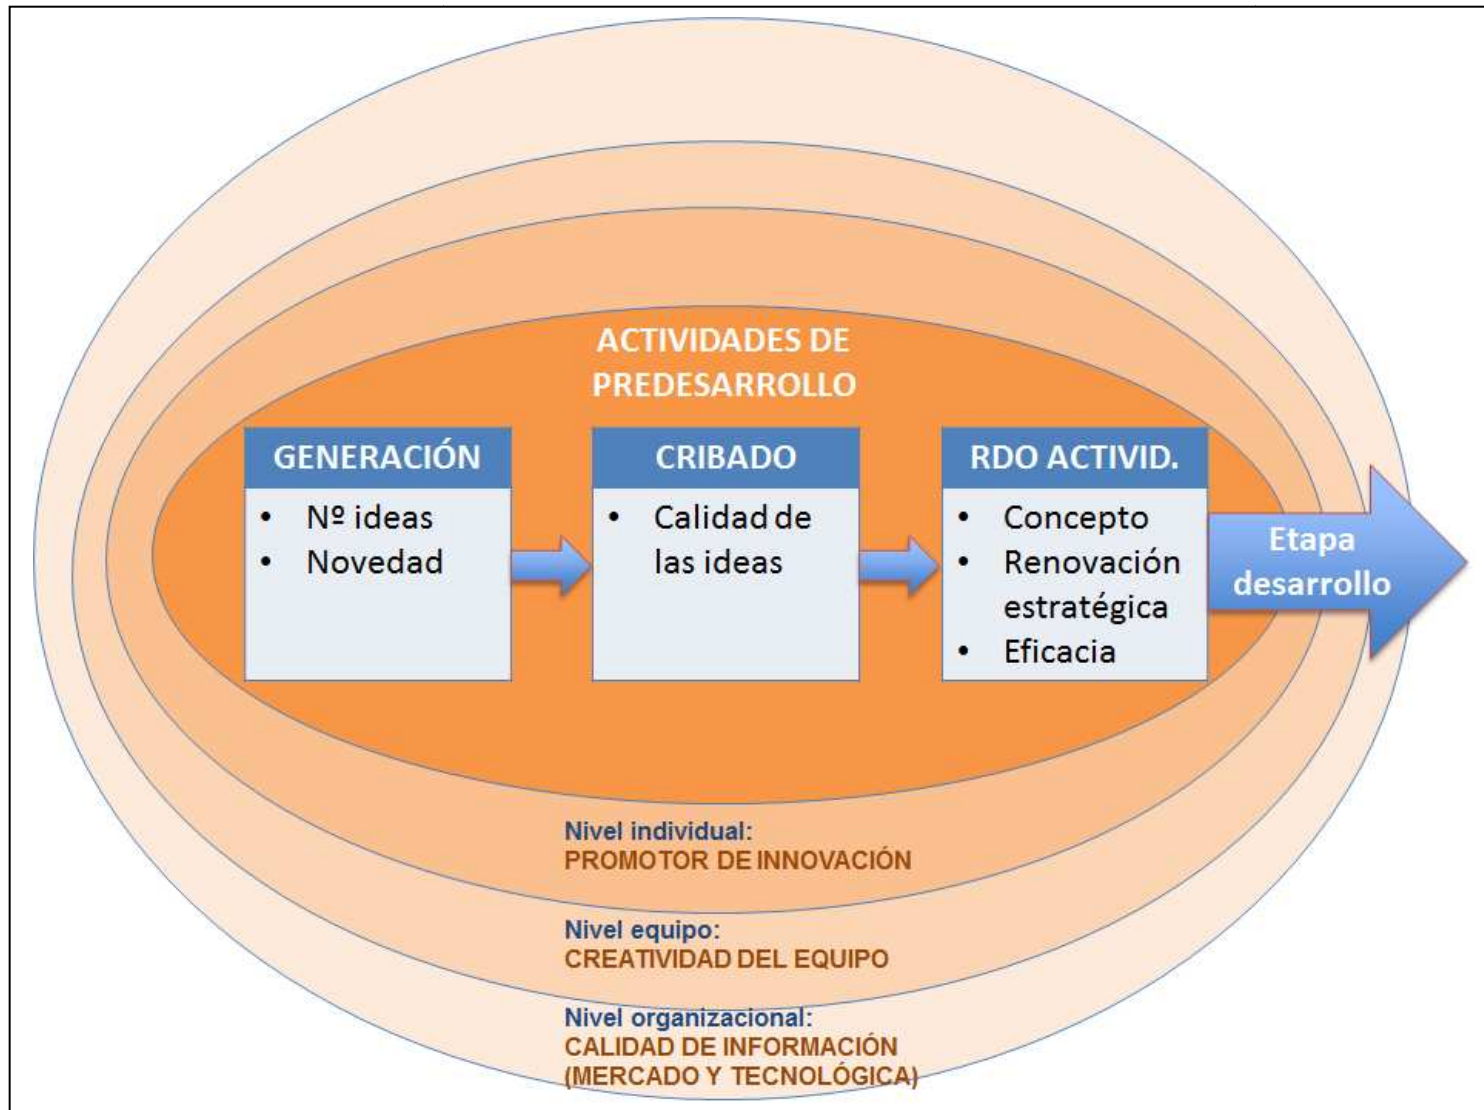 ACTIVIDADES DE
PREDESARROLLO
GENERACIÓN
• Nº ideas
• Novedad
CRIBADO
• Calidad de
las ideas
RDO ACTIVID.
• Concepto
• Renovación
estratégica
• Eficacia
Etapa
desarrollo
Nivel individual:
PROMOTOR DE INNOVACIÓN
Nivel equipo:
CREATIVIDAD DEL EQUIPO
Nivel organizacional:
CALIDAD DE INFORMACIÓN
(MERCADO Y TECNOLÓGICA)